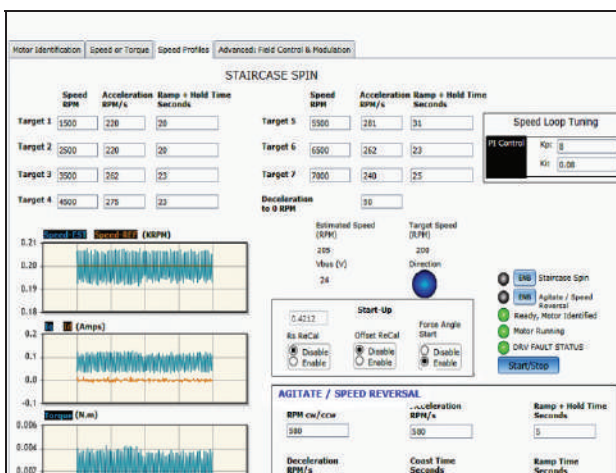 Motor Identification Speed or Torque Speed Profiles Advanced: Field Control & Modulation
STAIRCASE SPIN
Speed RPM Acceleration RPM/s Ramp + Hold Time Seconds
Target 1 1500 220 20
Target 2 2500 220 20
Target 3 3500 262 23
Target 4 4500 275 23
Speed RPM Acceleration RPM/s Ramp + Hold Time Seconds
Target 5 5500 281 31
Target 6 6500 262 23
Target 7 7000 240 25
Deceleration to 0 RPM 50
Speed Loop Tuning
PI Control
Kp: 8
Ki: 0.08
Speed-EST Speed-REF (KRPM)
0.21
0.20
0.19
0.18
(Amps)
0.2
0.1
0.0
-0.1
Torque (N.m)
0.006
0.004
0.002
Estimated Speed (RPM)
205
Target Speed (RPM)
200
Vbus (V)
24
Direction
ENB Staircase Spin
ENB Agitate / Speed Reversal
Ready, Motor Identified
Motor Running
DRV FAULT STATUS
Start/Stop
Start-Up
0.4212
Rs ReCal
Disable
Enable
Offset ReCal
Disable
Enable
Force Angle Start
Disable
Enable
AGITATE / SPEED REVERSAL
RPM cw/ccw
500
Acceleration RPM/s
500
Ramp + Hold Time Seconds
5
Deceleration RPM/s
Coast Time Seconds
Ramp Time Seconds